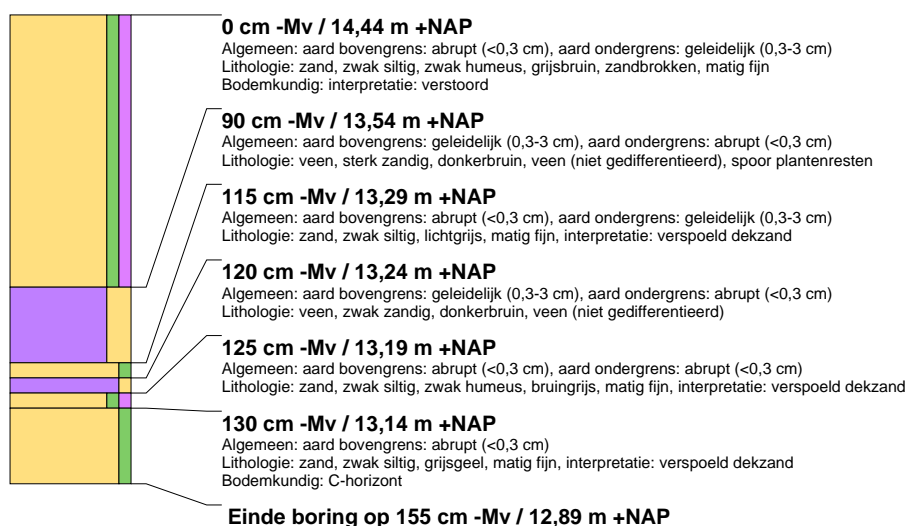 0 cm -Mv / 14,44 m +NAP
Algemeen: aard bovengrens: abrupt (<0,3 cm), aard ondergrens: geleidelijk (0,3-3 cm)
Lithologie: zand, zwak siltig, zwak humeus, grijsbruin, zandbrokken, matig fijn
Bodemkundig: interpretatie: verstoord
90 cm -Mv / 13,54 m +NAP
Algemeen: aard bovengrens: geleidelijk (0,3-3 cm), aard ondergrens: abrupt (<0,3 cm)
Lithologie: veen, sterk zandig, donkerbruin, veen (niet gedifferentieerd), spoor plantenresten
115 cm -Mv / 13,29 m +NAP
Algemeen: aard bovengrens: abrupt (<0,3 cm), aard ondergrens: geleidelijk (0,3-3 cm)
Lithologie: zand, zwak siltig, lichtgrijs, matig fijn, interpretatie: verspoeld dekzand
120 cm -Mv / 13,24 m +NAP
Algemeen: aard bovengrens: geleidelijk (0,3-3 cm), aard ondergrens: abrupt (<0,3 cm)
Lithologie: veen, zwak zandig, donkerbruin, veen (niet gedifferentieerd)
125 cm -Mv / 13,19 m +NAP
Algemeen: aard bovengrens: abrupt (<0,3 cm), aard ondergrens: abrupt (<0,3 cm)
Lithologie: zand, zwak siltig, zwak humeus, bruingrijs, matig fijn, interpretatie: verspoeld dekzand
130 cm -Mv / 13,14 m +NAP
Algemeen: aard bovengrens: abrupt (<0,3 cm)
Lithologie: zand, zwak siltig, grijsgeel, matig fijn, interpretatie: verspoeld dekzand
Bodemkundig: C-horizont
Einde boring op 155 cm -Mv / 12,89 m +NAP